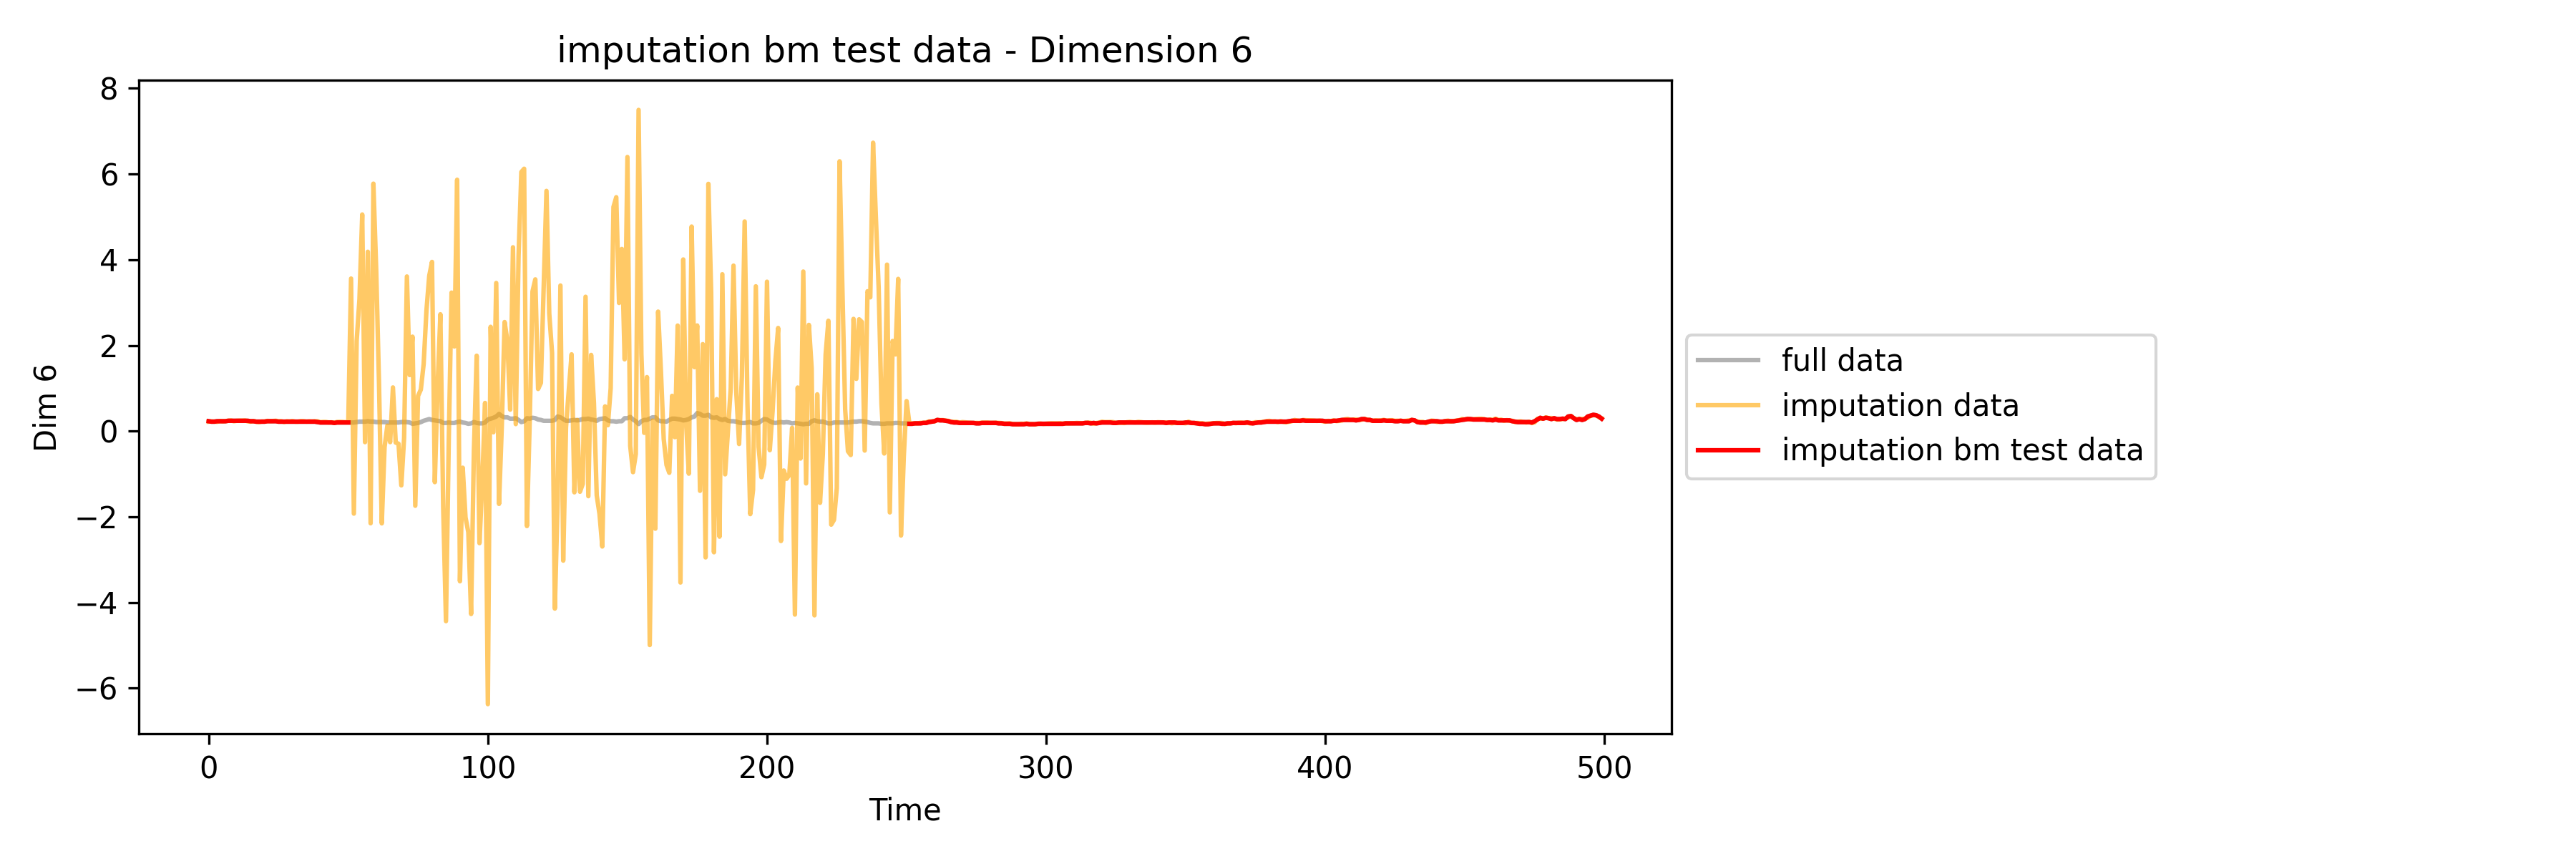 imputation bm test data - Dimension 6
8
6
4
2
0
−2
−4
−6
Dim 6
0
100
200
300
400
500
Time
full data
imputation data
imputation bm test data